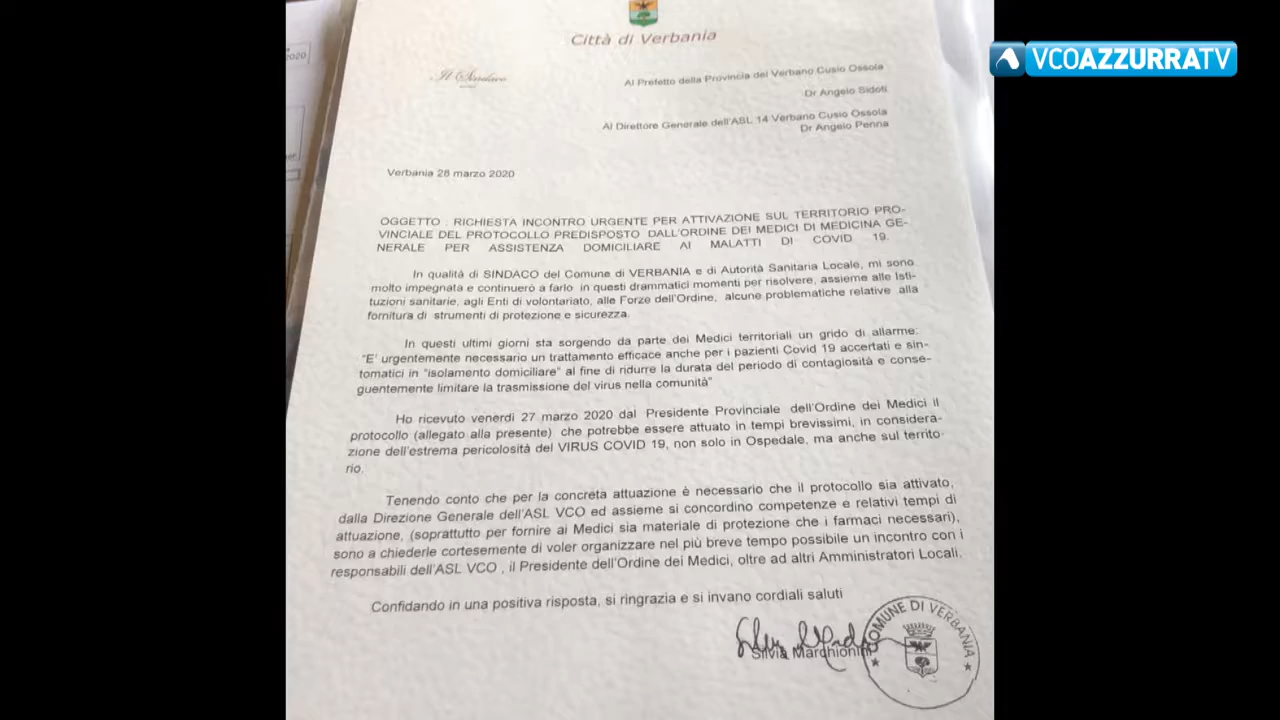 Città di Verbania
VCOAZZURRATV
Il Sindaco
2020
Al Prefetto della Provincia del Verbano Cusio Ossola
Dr Angelo Sidoti
Al Direttore Generale dell'ASL 14 Verbano Cusio Ossola
Dr Angelo Penna
Verbania 28 marzo 2020
OGGETTO : RICHIESTA INCONTRO URGENTE PER ATTIVAZIONE SUL TERRITORIO PRO-
VINCIALE DEL PROTOCOLLO PREDISPOSTO DALL'ORDINE DEI MEDICI DI MEDICINA GE-
NERALE PER ASSISTENZA DOMICILIARE AI MALATTI DI COVID 19.
In qualità di SINDACO del Comune di VERBANIA e di Autorità Sanitaria Locale, mi sono
molto impegnata e continuerò a farlo in questi drammatici momenti per risolvere, assieme alle Isti-
tuzioni sanitarie, agli Enti di volontariato, alle Forze dell'Ordine, alcune problematiche relative alla
fornitura di strumenti di protezione e sicurezza.
In questi ultimi giorni sta sorgendo da parte dei Medici territoriali un grido di allarme:
"E' urgentemente necessario un trattamento efficace anche per i pazienti Covid 19 accertati e sin-
tomatici in "isolamento domiciliare" al fine di ridurre la durata del periodo di contagiosità e conse-
guentemente limitare la trasmissione del virus nella comunità"
Ho ricevuto venerdì 27 marzo 2020 dal Presidente Provinciale dell'Ordine dei Medici il
protocollo (allegato alla presente) che potrebbe essere attuato in tempi brevissimi, in considera-
zione dell'estrema pericolosità del VIRUS COVID 19, non solo in Ospedale, ma anche sul territo-
rio.
Tenendo conto che per la concreta attuazione è necessario che il protocollo sia attivato,
dalla Direzione Generale dell'ASL VCO ed assieme si concordino competenze e relativi tempi di
attuazione, (soprattutto per fornire ai Medici sia materiale di protezione che i farmaci necessari),
sono a chiederle cortesemente di voler organizzare nel più breve tempo possibile un incontro con i
responsabili dell'ASL VCO , il Presidente dell'Ordine dei Medici, oltre ad altri Amministratori Locali.
Confidando in una positiva risposta, si ringrazia e si invano cordiali saluti
Silvia Marchionini
COMUNE DI VERBANIA